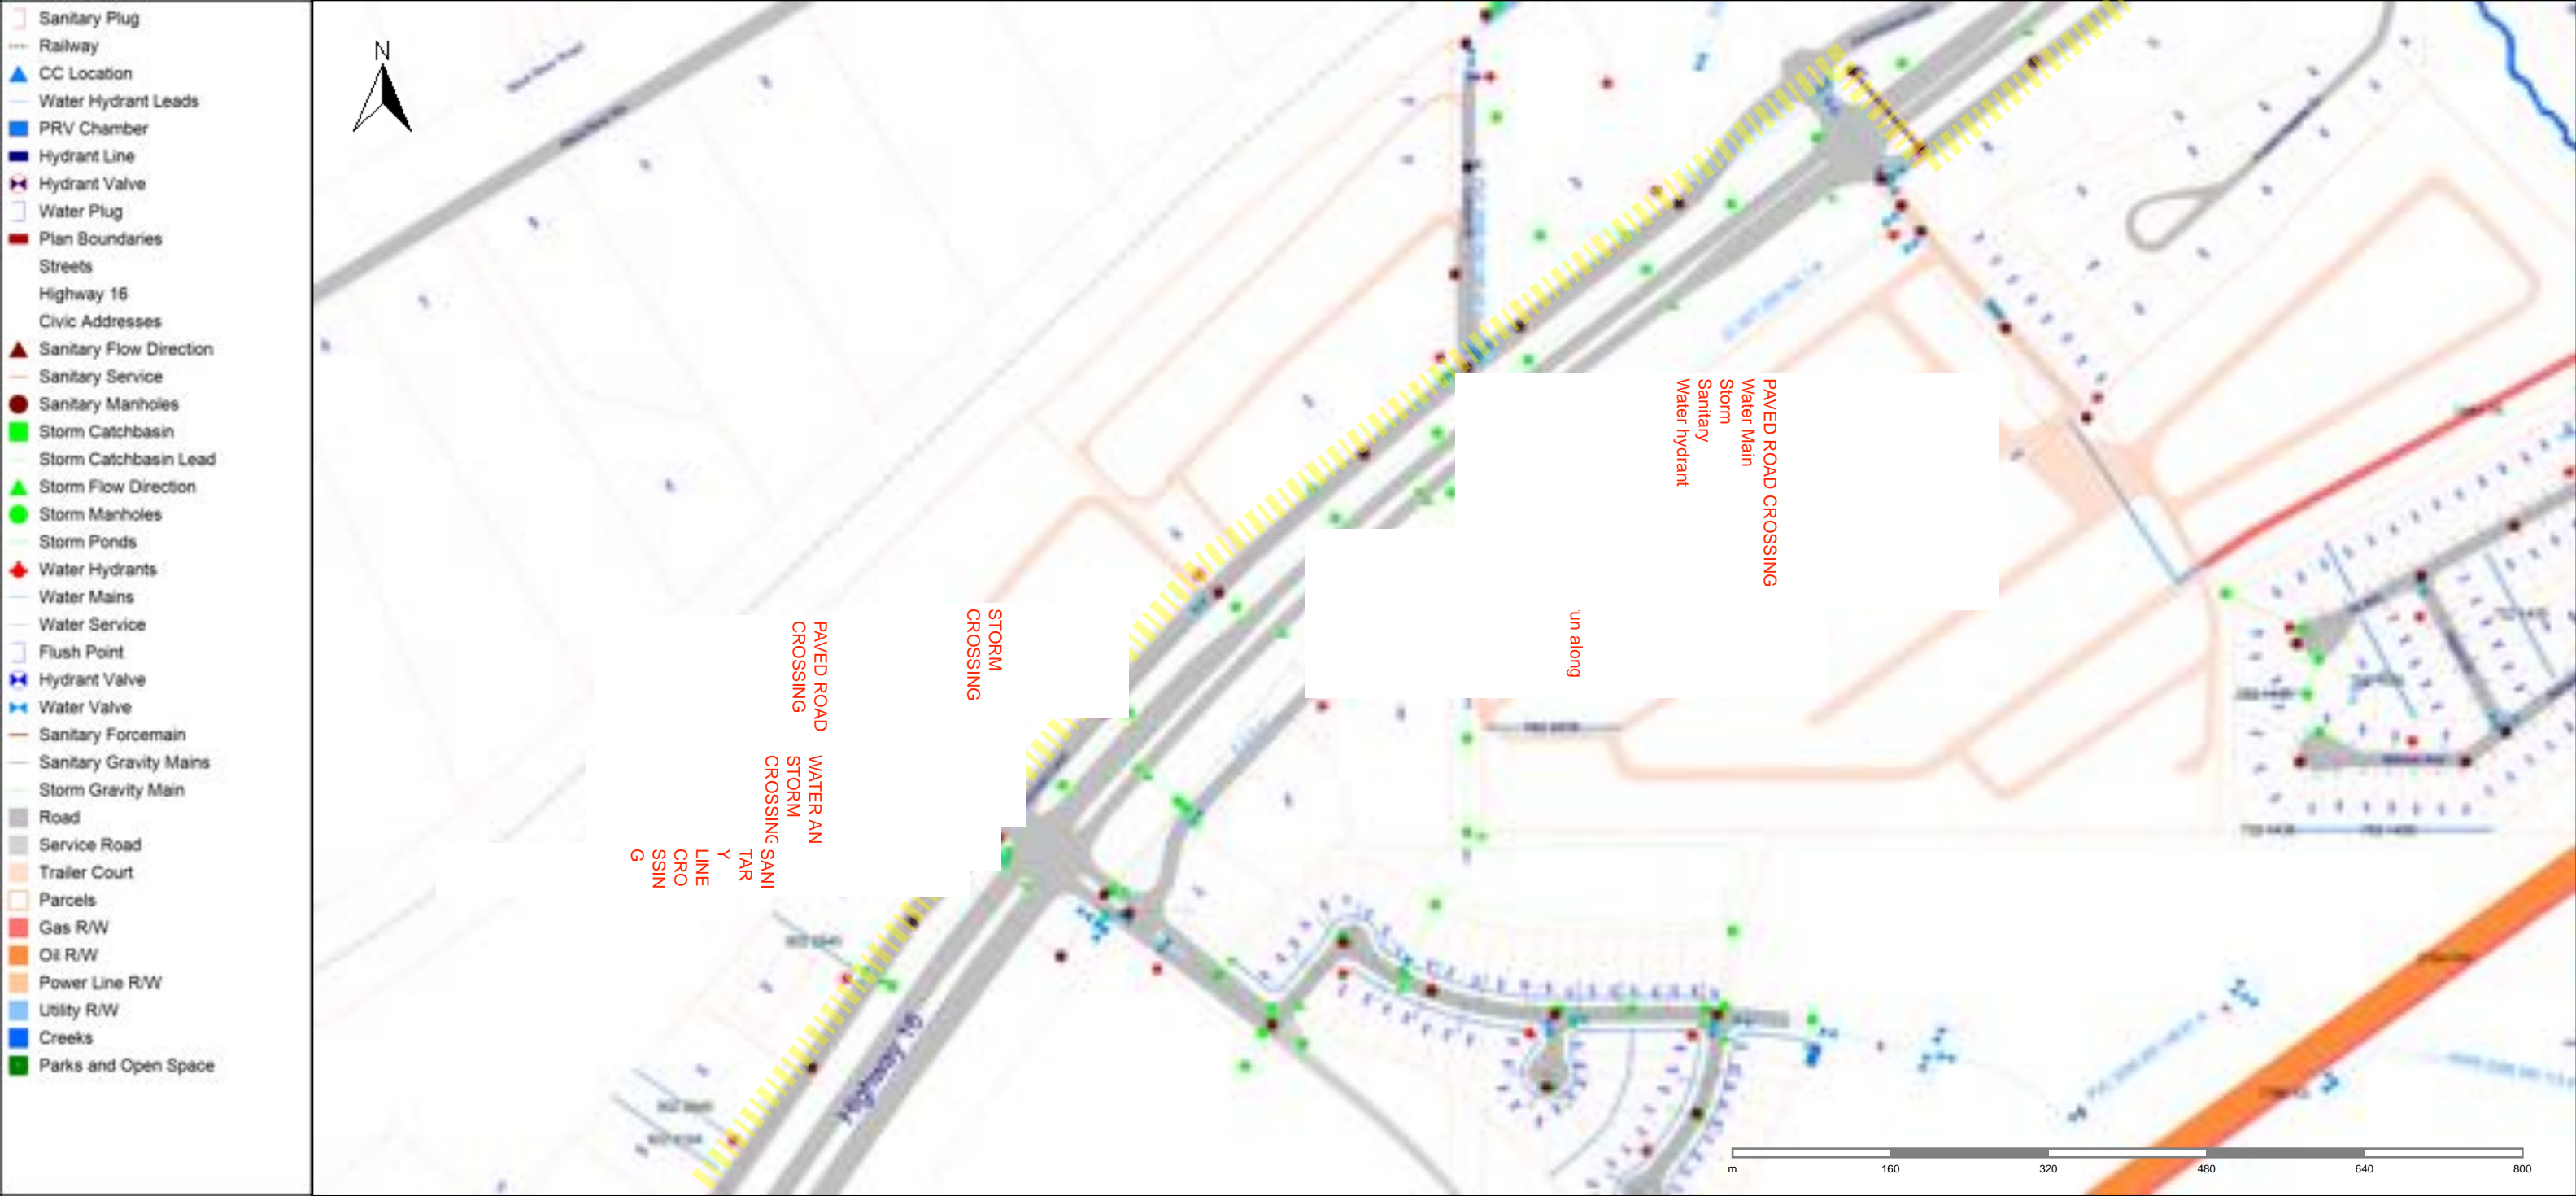 Sanitary Plug
Railway
CC Location
Water Hydrant Leads
PRV Chamber
Hydrant Line
Hydrant Valve
Water Plug
Plan Boundaries
Streets
Highway 16
Civic Addresses
Sanitary Flow Direction
Sanitary Service
Sanitary Manholes
Storm Catchbasin
Storm Catchbasin Lead
Storm Flow Direction
Storm Manholes
Storm Ponds
Water Hydrants
Water Mains
Water Service
Flush Point
Hydrant Valve
Water Valve
Sanitary Forcemain
Sanitary Gravity Mains
Storm Gravity Main
Road
Service Road
Trailer Court
Parcels
Gas R/W
Oil R/W
Power Line R/W
Utility R/W
Creeks
Parks and Open Space
N
PAVED ROAD CROSSING
Water Main
Storm
Sanitary
Water hydrant
un along
STORM
CROSSING
PAVED ROAD
CROSSING
WATER AN
STORM
CROSSING
SANI
TAR
Y
LINE
CRO
SSIN
G
Highway 16
m 160 320 480 640 800